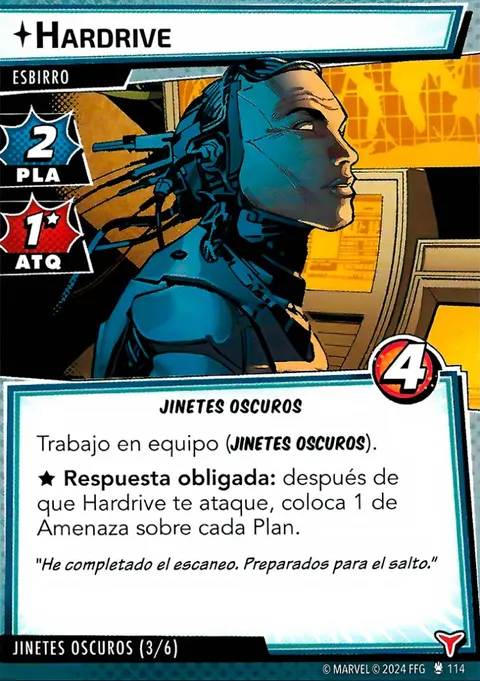 HARDRIVE
ESBIRRO
2
PLA
1
ATQ
4
JINETES OSCUROS
Trabajo en equipo (JINETES OSCUROS).
★ Respuesta obligada: después de
que Hardrive te ataque, coloca 1 de
Amenaza sobre cada Plan.
"He completado el escaneo. Preparados para el salto."
JINETES OSCUROS (3/6)
© MARVEL © 2024 FFG 114